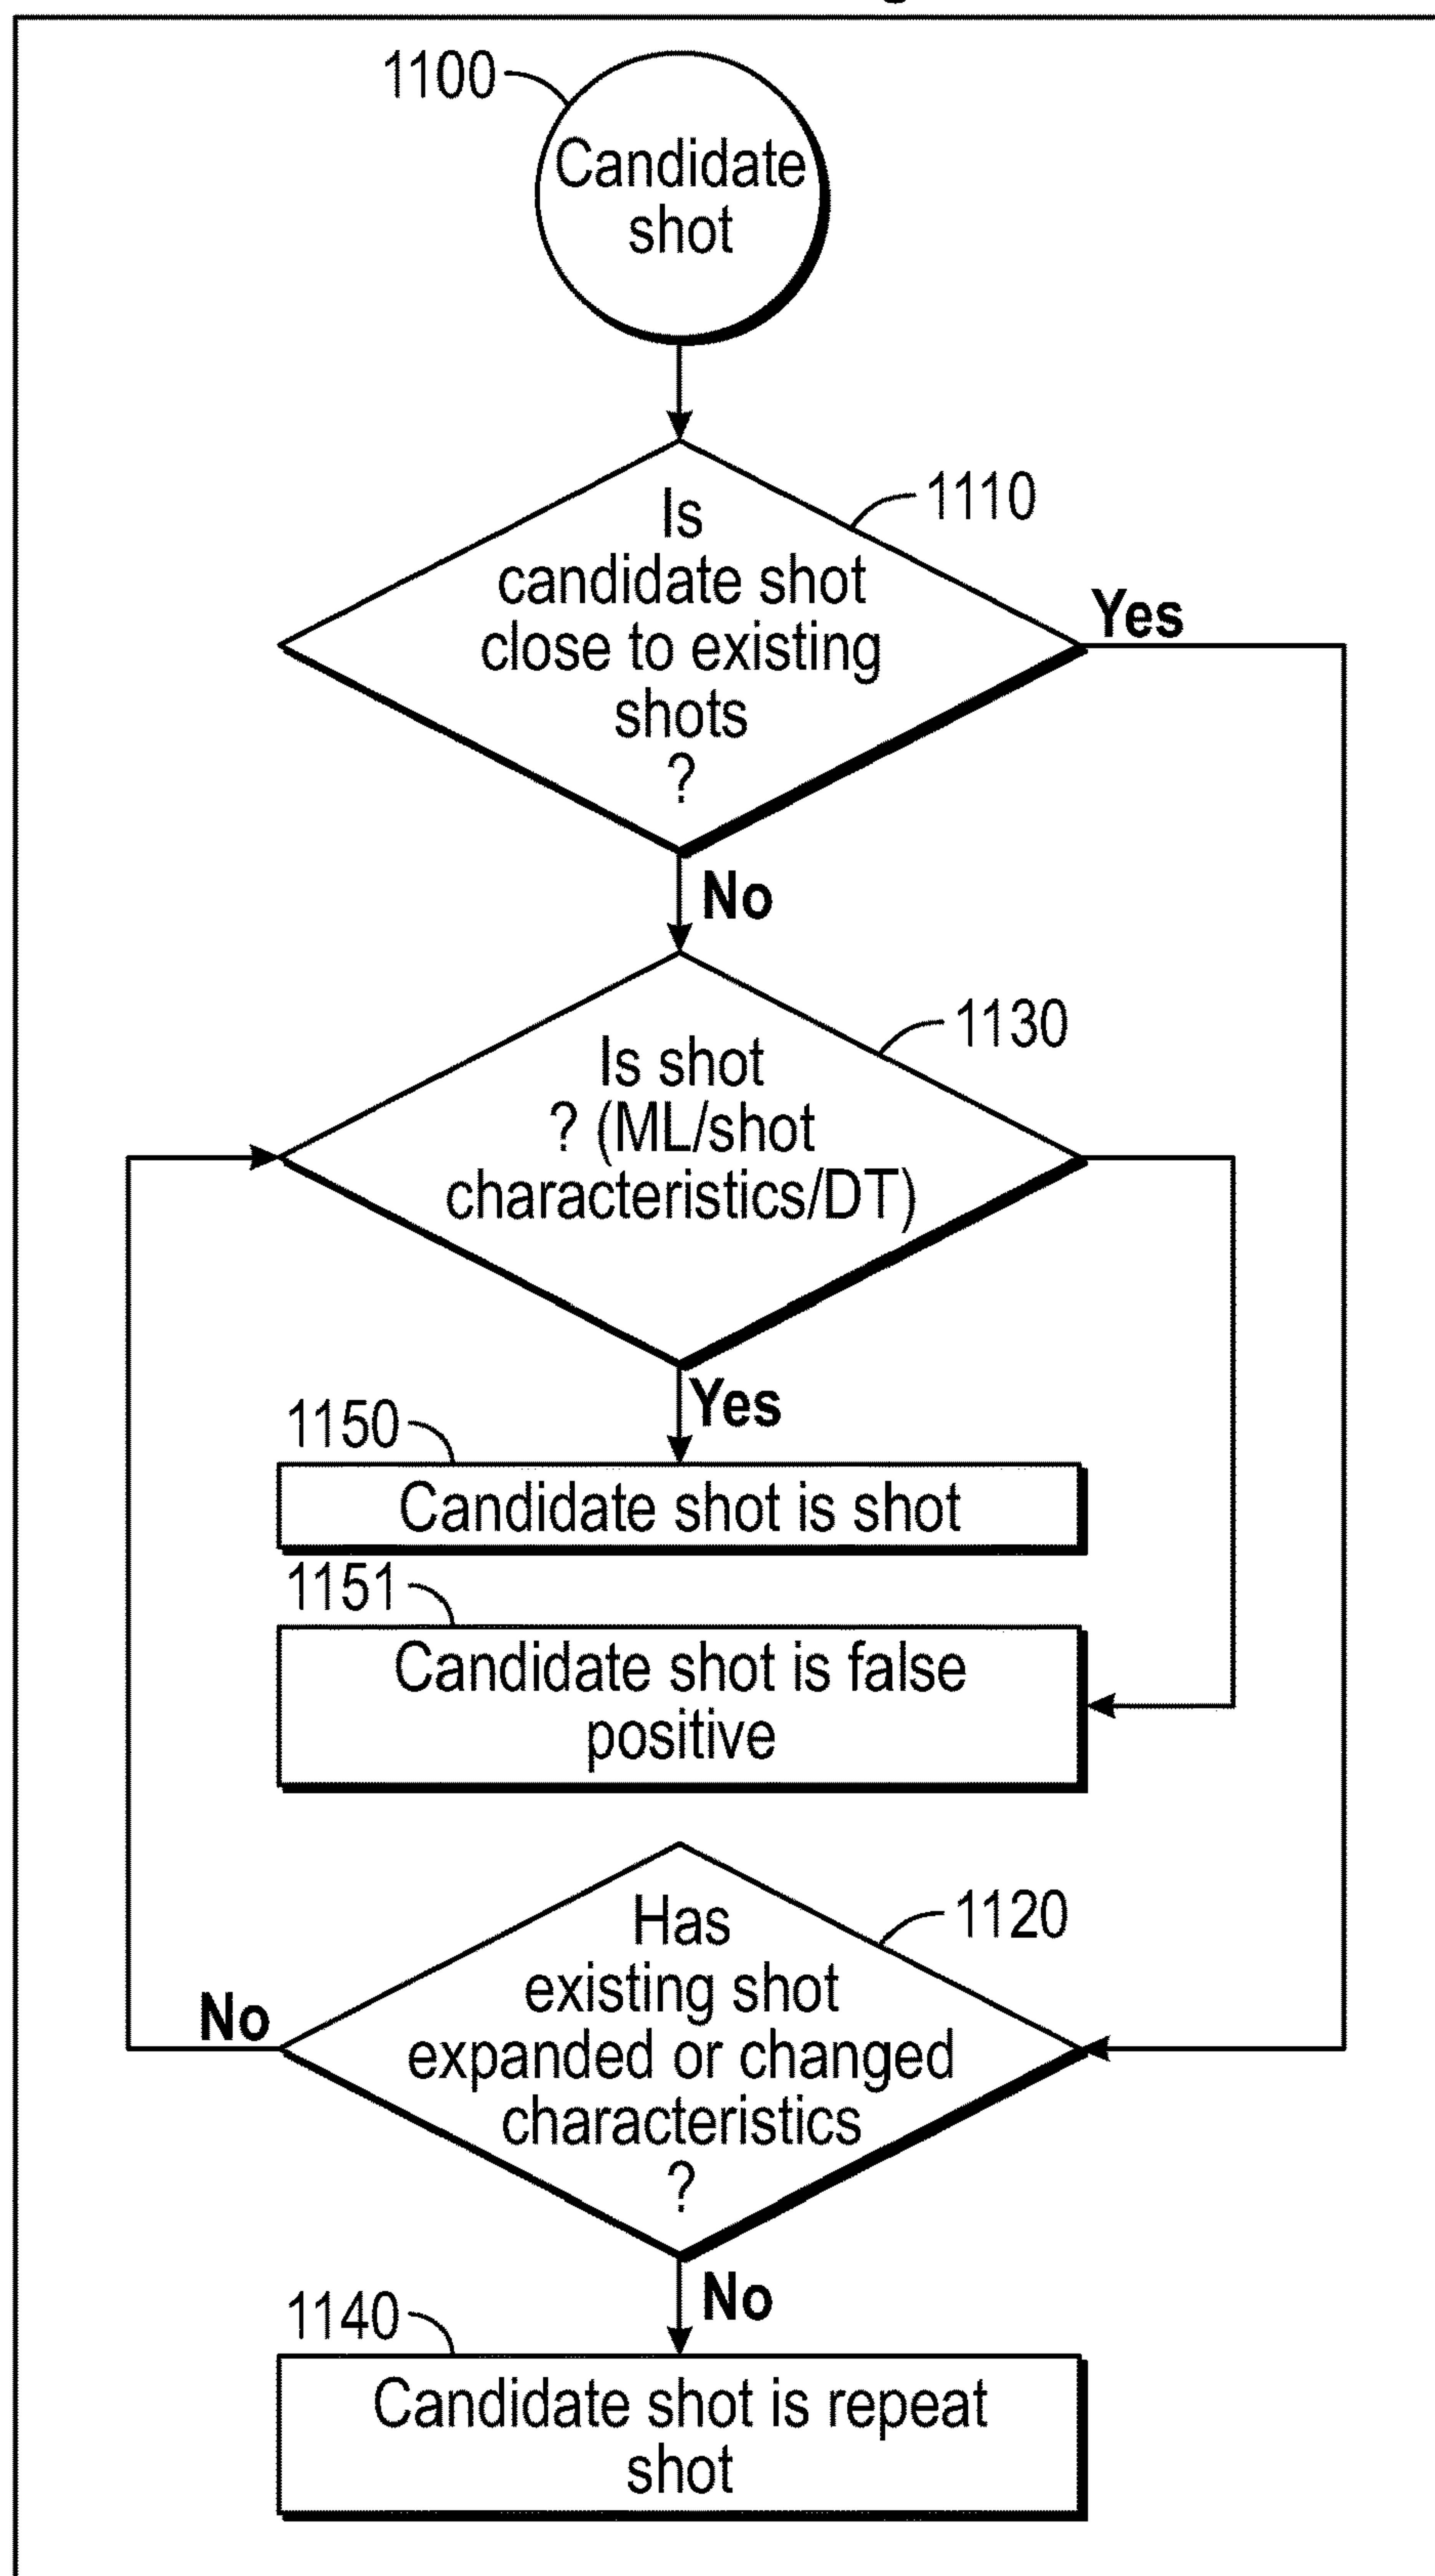 1100
Candidate
shot
1110
Is
candidate shot
close to existing
shots
?
Yes
No
1130
Is shot
? (ML/shot
characteristics/DT)
Yes
1150
Candidate shot is shot
1151
Candidate shot is false
positive
1120
Has
existing shot
expanded or changed
characteristics
?
No
No
1140
Candidate shot is repeat
shot